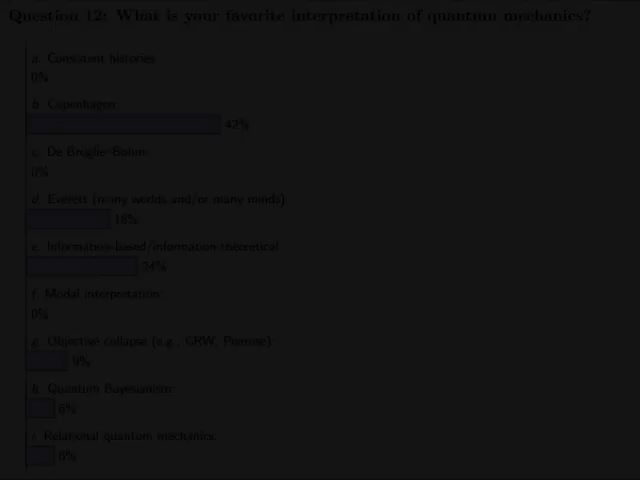 Question 12: What is your favorite interpretation of quantum mechanics?
a. Consistent histories:
0%
b. Copenhagen:
42%
c. De Broglie–Bohm:
0%
d. Everett (many worlds and/or many minds):
18%
e. Information-based/information-theoretical:
24%
f. Modal interpretation:
0%
g. Objective collapse (e.g., GRW, Penrose):
9%
h. Quantum Bayesianism:
6%
i. Relational quantum mechanics:
6%